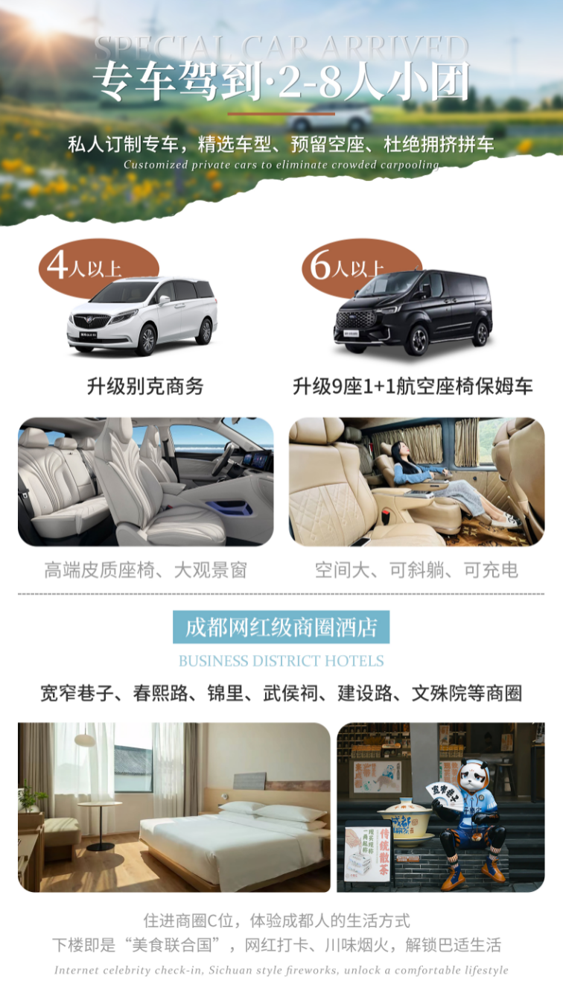 SPECIAL CAR ARRIVED
专车驾到·2-8人小团
私人订制专车，精选车型、预留空座、杜绝拥挤拼车
Customized private cars to eliminate crowded carpooling
4人以上
6人以上
升级别克商务
升级9座1+1航空座椅保姆车
高端皮质座椅、大观景窗
空间大、可斜躺、可充电
成都网红级商圈酒店
BUSINESS DISTRICT HOTELS
宽窄巷子、春熙路、锦里、武侯祠、建设路、文殊院等商圈
宽窄巷子
成都
传统散茶
住进商圈C位，体验成都人的生活方式
下楼即是“美食联合国”，网红打卡、川味烟火，解锁巴适生活
Internet celebrity check-in, Sichuan style fireworks, unlock a comfortable lifestyle